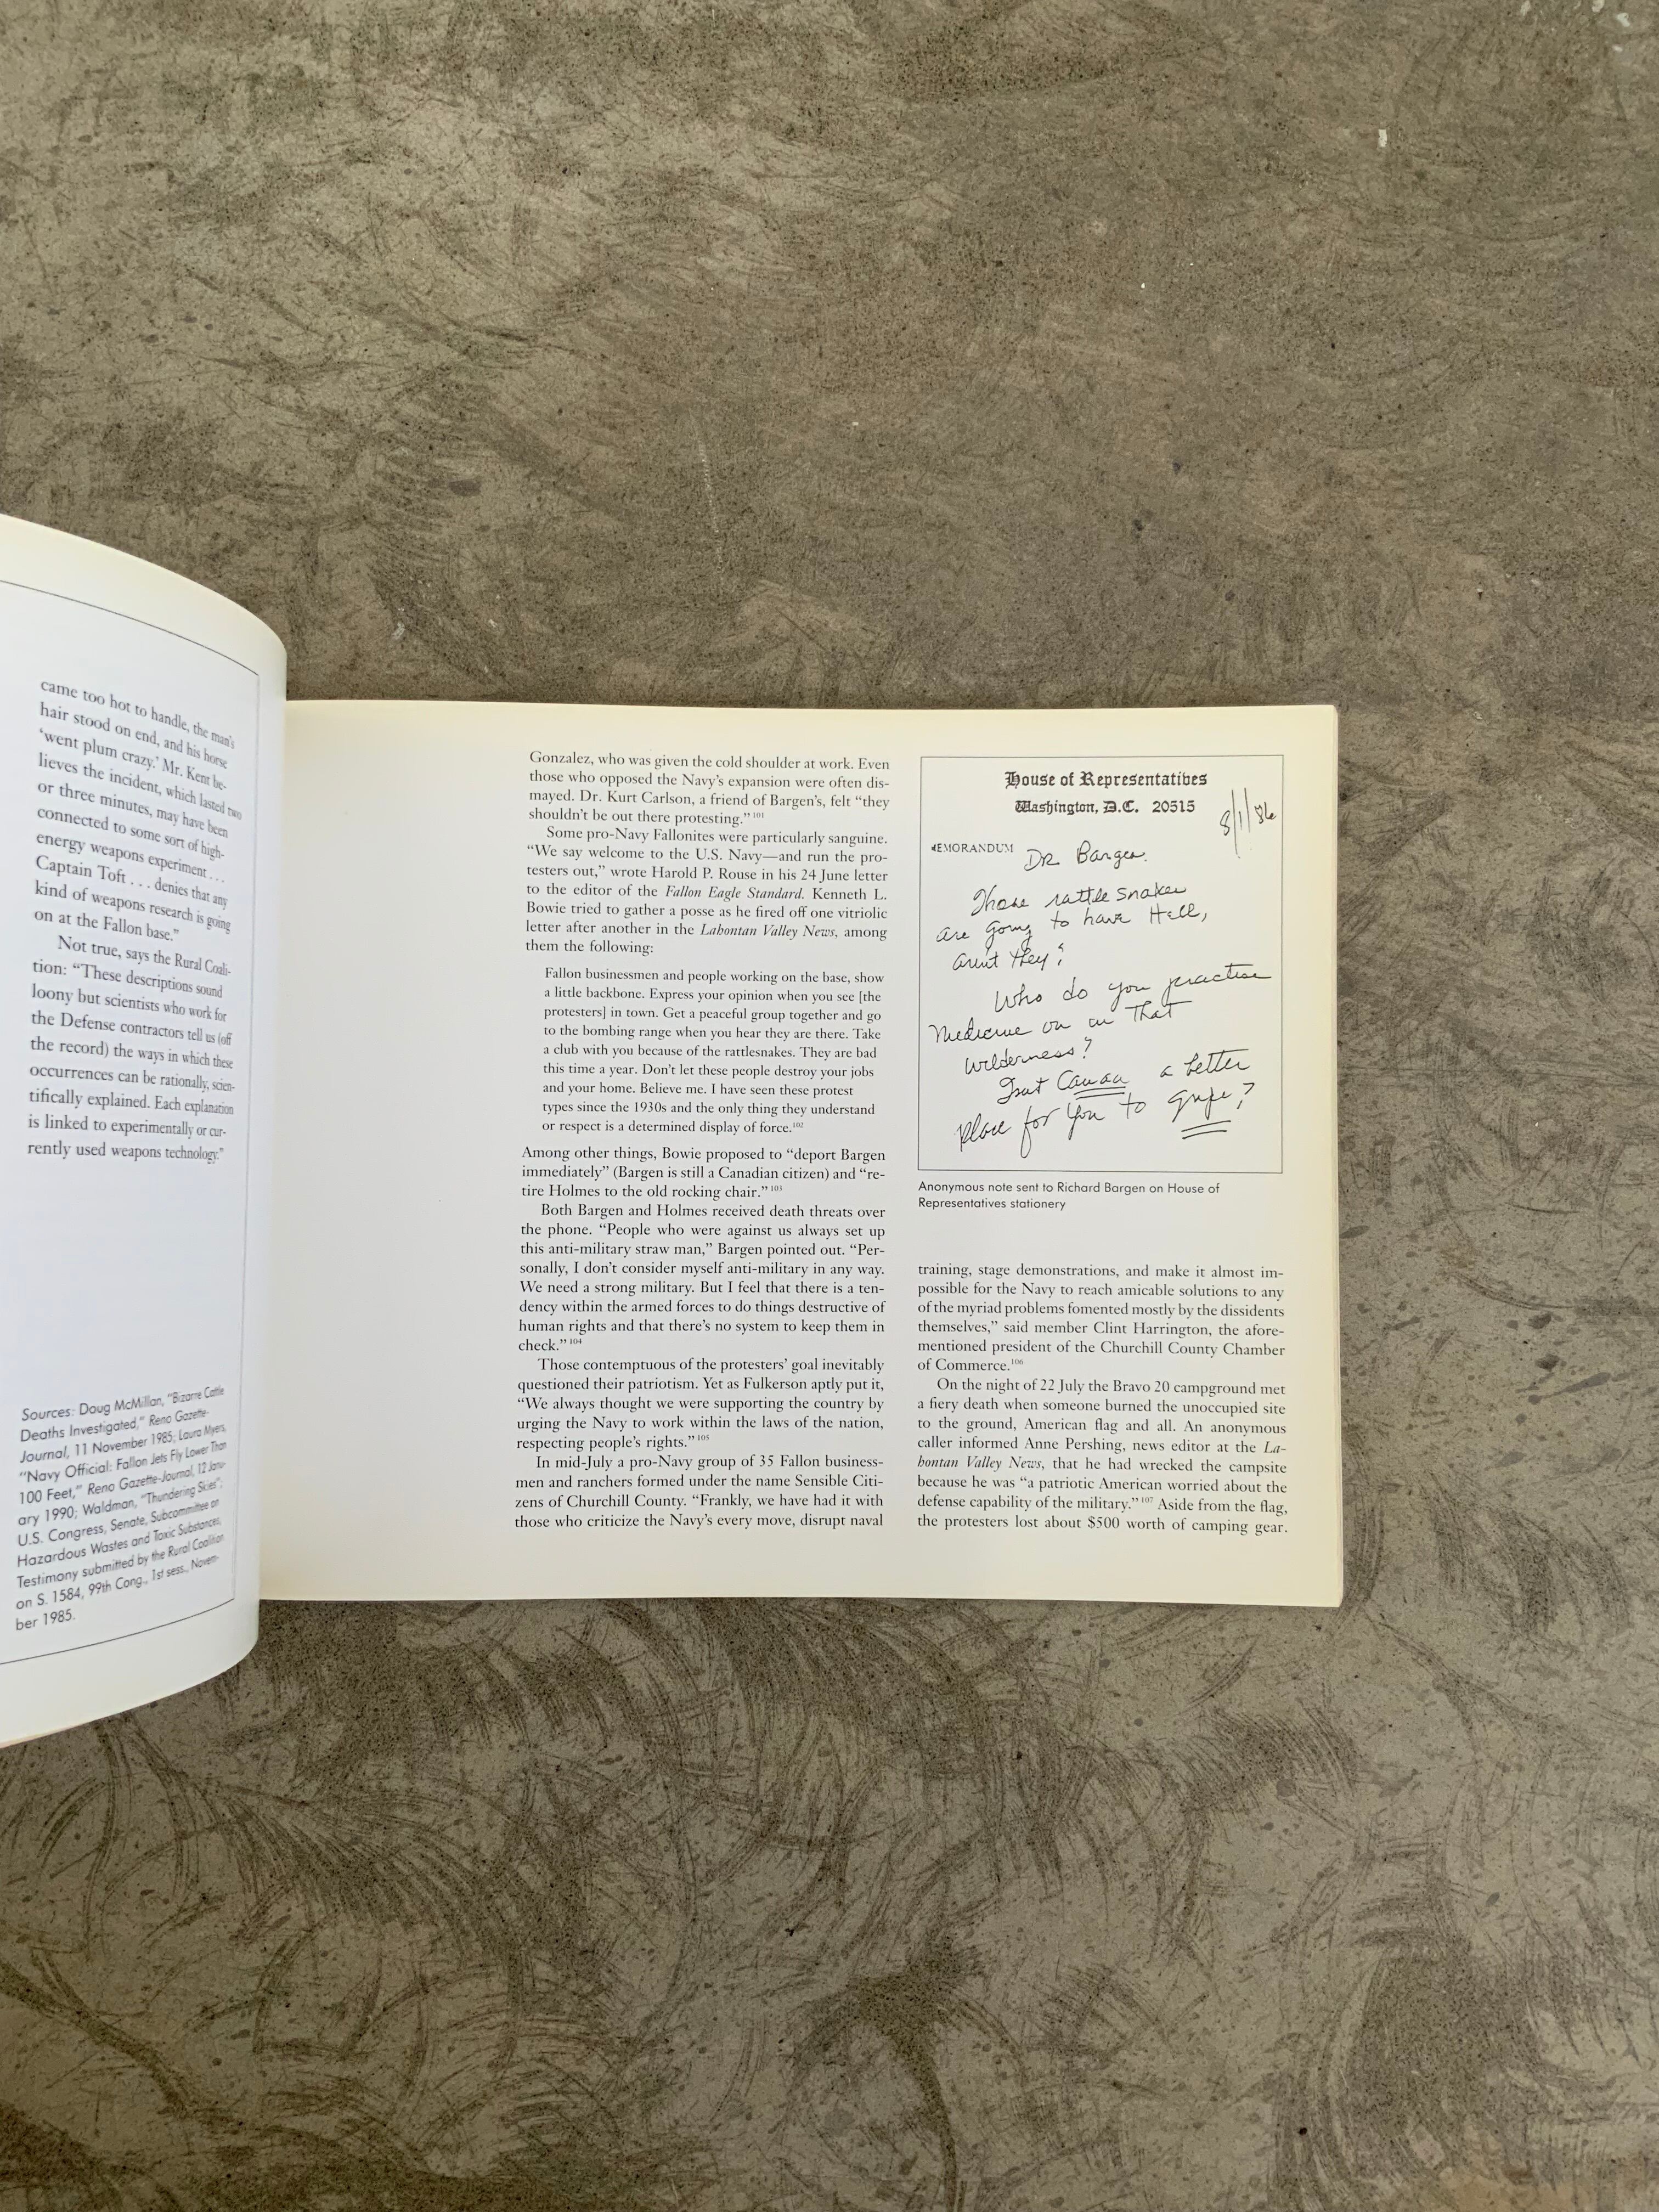 came too hot to handle, the man's
hair stood on end, and his horse
‘went plum crazy.’ Mr. Kent be-
lieves the incident, which lasted two
or three minutes, may have been
connected to some sort of high-
energy weapons experiment . . .
Captain Toft . . . denies that any
kind of weapons research is going
on at the Fallon base.”
Not true, says the Rural Coali-
tion: “These descriptions sound
loony but scientists who work for
the Defense contractors tell us (off
the record) the ways in which these
occurrences can be rationally, scien-
tifically explained. Each explanation
is linked to experimentally or cur-
rently used weapons technology.”
Sources: Doug McMillan, “Bizarre Cattle
Deaths Investigated,” Reno Gazette-
Journal, 11 November 1985; Laura Myers,
“Navy Official: Fallon Jets Fly Lower Than
100 Feet,” Reno Gazette-Journal, 12 Janu-
ary 1990; Waldman, “Thundering Skies”;
U.S. Congress, Senate, Subcommittee on
Hazardous Wastes and Toxic Substances,
Testimony submitted by the Rural Coalition
on S. 1584, 99th Cong., 1st sess., Novem-
ber 1985.
Gonzalez, who was given the cold shoulder at work. Even
those who opposed the Navy’s expansion were often dis-
mayed. Dr. Kurt Carlson, a friend of Bargen’s, felt “they
shouldn’t be out there protesting.” 101
Some pro-Navy Fallonites were particularly sanguine.
“We say welcome to the U.S. Navy—and run the pro-
testers out,” wrote Harold P. Rouse in his 24 June letter
to the editor of the Fallon Eagle Standard. Kenneth L.
Bowie tried to gather a posse as he fired off one vitriolic
letter after another in the Lahontan Valley News, among
them the following:
Fallon businessmen and people working on the base, show
a little backbone. Express your opinion when you see [the
protesters] in town. Get a peaceful group together and go
to the bombing range when you hear they are there. Take
a club with you because of the rattlesnakes. They are bad
this time a year. Don’t let these people destroy your jobs
and your home. Believe me. I have seen these protest
types since the 1930s and the only thing they understand
or respect is a determined display of force.102
Among other things, Bowie proposed to “deport Bargen
immediately” (Bargen is still a Canadian citizen) and “re-
tire Holmes to the old rocking chair.” 103
Both Bargen and Holmes received death threats over
the phone. “People who were against us always set up
this anti-military straw man,” Bargen pointed out. “Per-
sonally, I don’t consider myself anti-military in any way.
We need a strong military. But I feel that there is a ten-
dency within the armed forces to do things destructive of
human rights and that there’s no system to keep them in
check.” 104
Those contemptuous of the protesters’ goal inevitably
questioned their patriotism. Yet as Fulkerson aptly put it,
“We always thought we were supporting the country by
urging the Navy to work within the laws of the nation,
respecting people’s rights.” 105
In mid-July a pro-Navy group of 35 Fallon business-
men and ranchers formed under the name Sensible Citi-
zens of Churchill County. “Frankly, we have had it with
those who criticize the Navy’s every move, disrupt naval
House of Representatives
Washington, D.C. 20515
8/1/86
MEMORANDUM
DR. Bargen.
Those rattle snakes
are going to have Hell,
arent they?
Who do you practise
Medicine on in That
wilderness?
Isnt Canada a better
place for You to gripe?
Anonymous note sent to Richard Bargen on House of
Representatives stationery
training, stage demonstrations, and make it almost im-
possible for the Navy to reach amicable solutions to any
of the myriad problems fomented mostly by the dissidents
themselves,” said member Clint Harrington, the afore-
mentioned president of the Churchill County Chamber
of Commerce.106
On the night of 22 July the Bravo 20 campground met
a fiery death when someone burned the unoccupied site
to the ground, American flag and all. An anonymous
caller informed Anne Pershing, news editor at the La-
hontan Valley News, that he had wrecked the campsite
because he was “a patriotic American worried about the
defense capability of the military.” 107 Aside from the flag,
the protesters lost about $500 worth of camping gear.